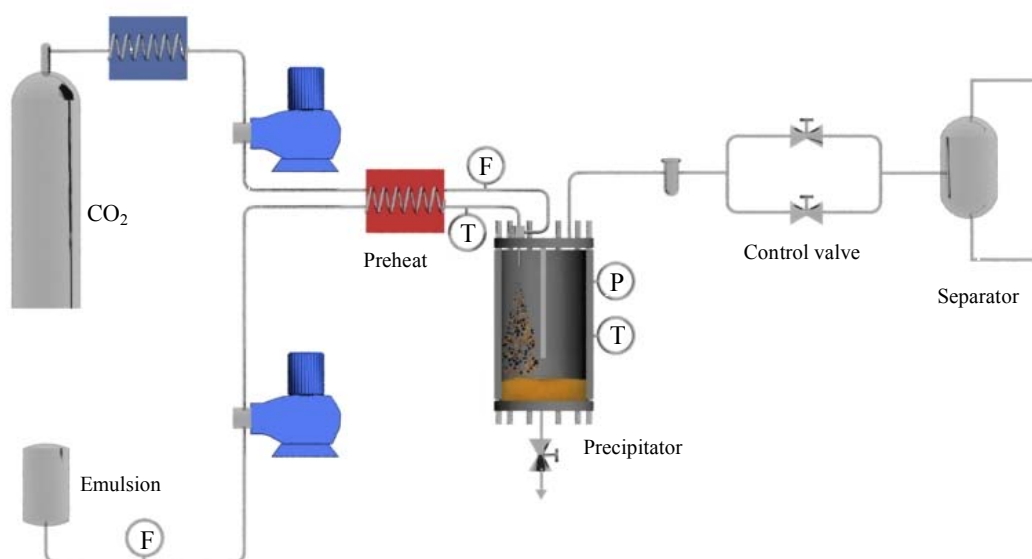 CO₂
F
T
Preheat
P
T
Control valve
Separator
Precipitator
Emulsion
F